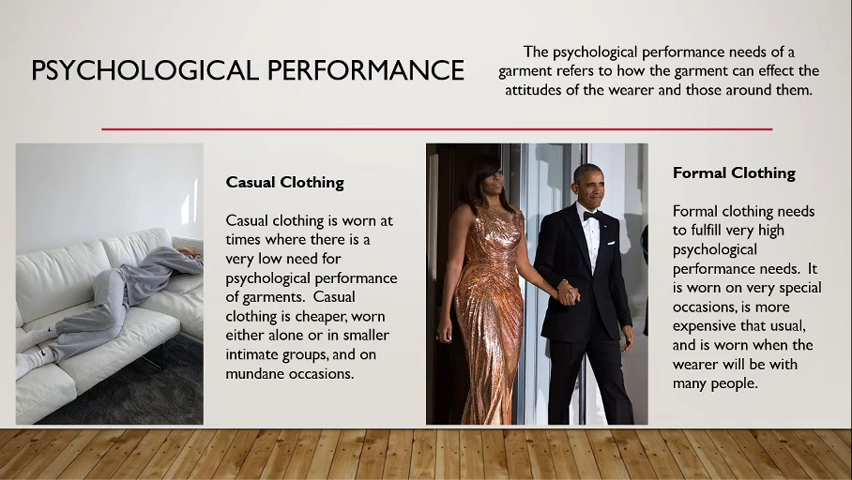 PSYCHOLOGICAL PERFORMANCE
The psychological performance needs of a
garment refers to how the garment can effect the
attitudes of the wearer and those around them.
Casual Clothing
Casual clothing is worn at
times where there is a
very low need for
psychological performance
of garments. Casual
clothing is cheaper, worn
either alone or in smaller
intimate groups, and on
mundane occasions.
Formal Clothing
Formal clothing needs
to fulfill very high
psychological
performance needs. It
is worn on very special
occasions, is more
expensive that usual,
and is worn when the
wearer will be with
many people.